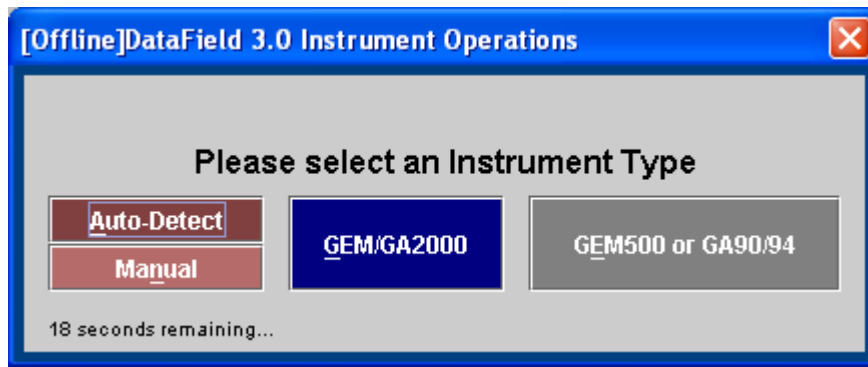 [Offline]DataField 3.0 Instrument Operations
Please select an Instrument Type
Auto-Detect
Manual
GEM/GA2000
GEM500 or GA90/94
18 seconds remaining...